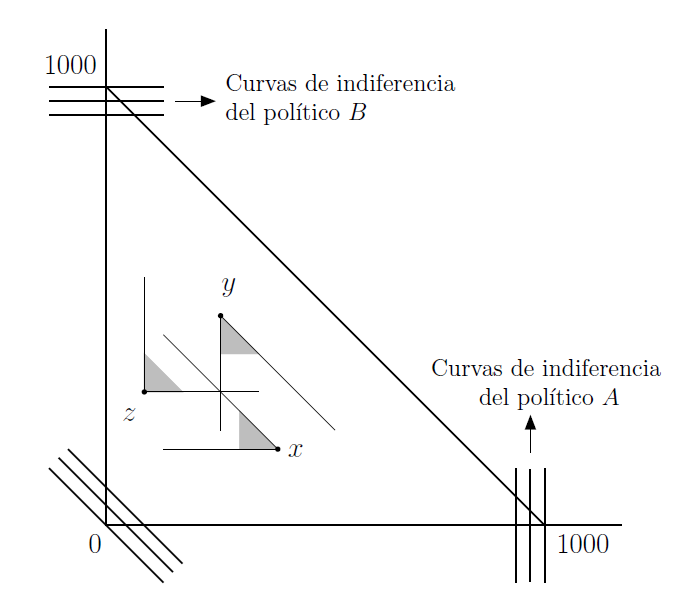 1000
Curvas de indiferencia
del político B
y
Curvas de indiferencia
del político A
z
x
0
1000